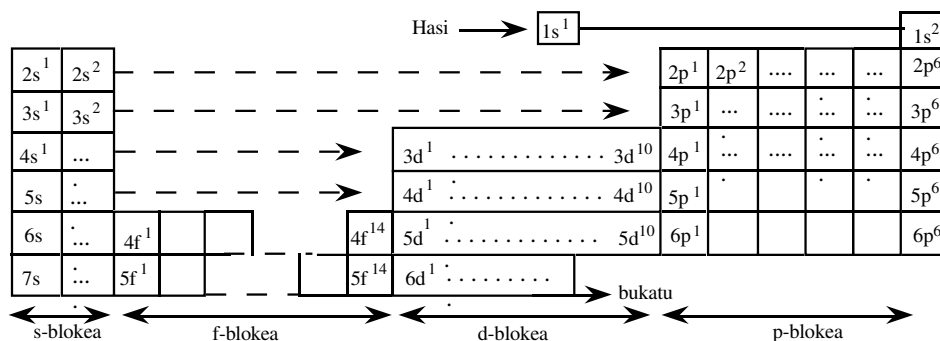 Hasi 1s¹ 1s²
2s¹ 2s² 2p¹ 2p² .... ... ... 2p⁶
3s¹ 3s² 3p¹ ... .... ... ... 3p⁶
4s¹ ... 3d¹ ............. 3d¹⁰ 4p¹ ... .... ... ... 4p⁶
5s ... 4d¹ ............. 4d¹⁰ 5p¹ 5p⁶
6s ... 4f¹ 4f¹⁴ 5d¹ ............. 5d¹⁰ 6p¹ 6p⁶
7s ... 5f¹ 5f¹⁴ 6d¹ .........
bukatu
s-blokea f-blokea d-blokea p-blokea